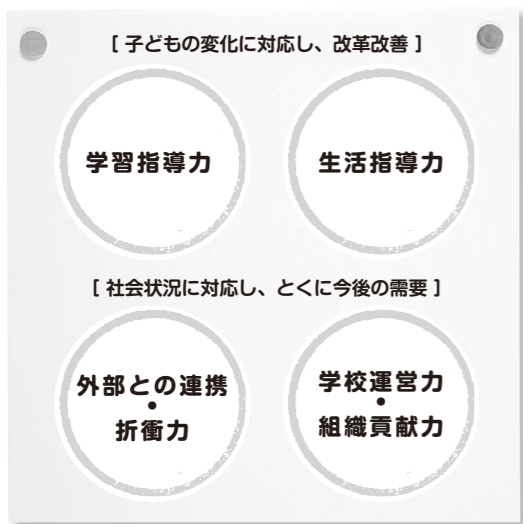 [ 子どもの変化に対応し、改革改善 ]
学習指導力
生活指導力
[ 社会状況に対応し、とくに今後の需要 ]
外部との連携
・
折衝力
学校運営力
・
組織貢献力